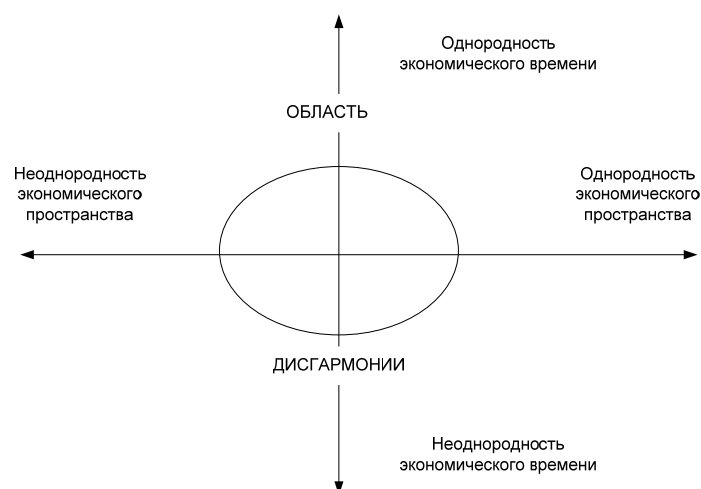 Однородность
экономического времени
ОБЛАСТЬ
Неоднородность
экономического
пространства
Однородность
экономического
пространства
ДИСГАРМОНИИ
Неоднородность
экономического времени